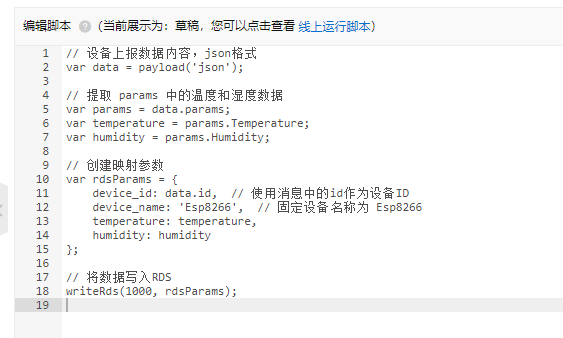 编辑脚本 ? (当前展示为：草稿，您可以点击查看 线上运行脚本)
1 // 设备上报数据内容，json格式
2 var data = payload('json');
3
4 // 提取 params 中的温度和湿度数据
5 var params = data.params;
6 var temperature = params.Temperature;
7 var humidity = params.Humidity;
8
9 // 创建映射参数
10 var rdsParams = {
11 device_id: data.id,  // 使用消息中的id作为设备ID
12 device_name: 'Esp8266',  // 固定设备名称为 Esp8266
13 temperature: temperature,
14 humidity: humidity
15 };
16
17 // 将数据写入RDS
18 writeRds(1000, rdsParams);
19